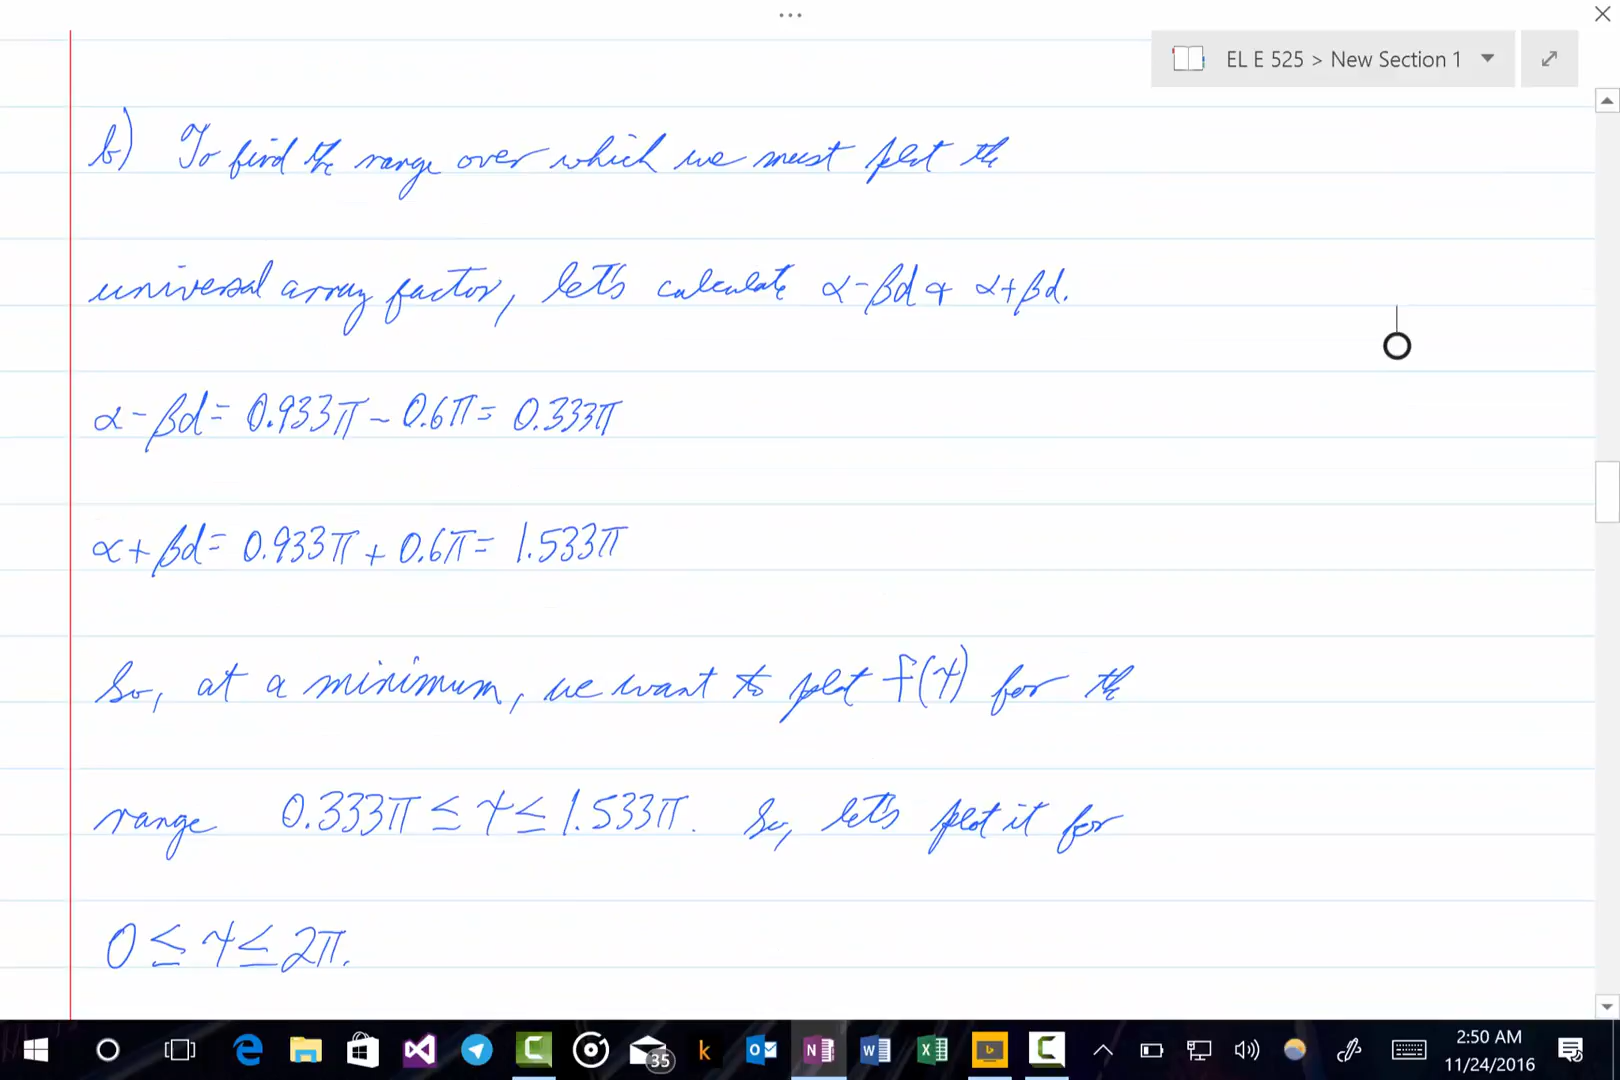 EL E 525 > New Section 1
b) To find the range over which we must plot the
universal array factor, let's calculate α-βd & α+βd.
α-βd= 0.933π - 0.6π = 0.333π
α+βd= 0.933π + 0.6π = 1.533π
So, at a minimum, we want to plot f(ψ) for the
range 0.333π ≤ ψ ≤ 1.533π. So, let's plot it for
0 ≤ ψ ≤ 2π.
35
2:50 AM
11/24/2016